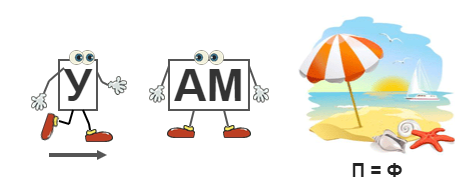 У АМ
П = Ф